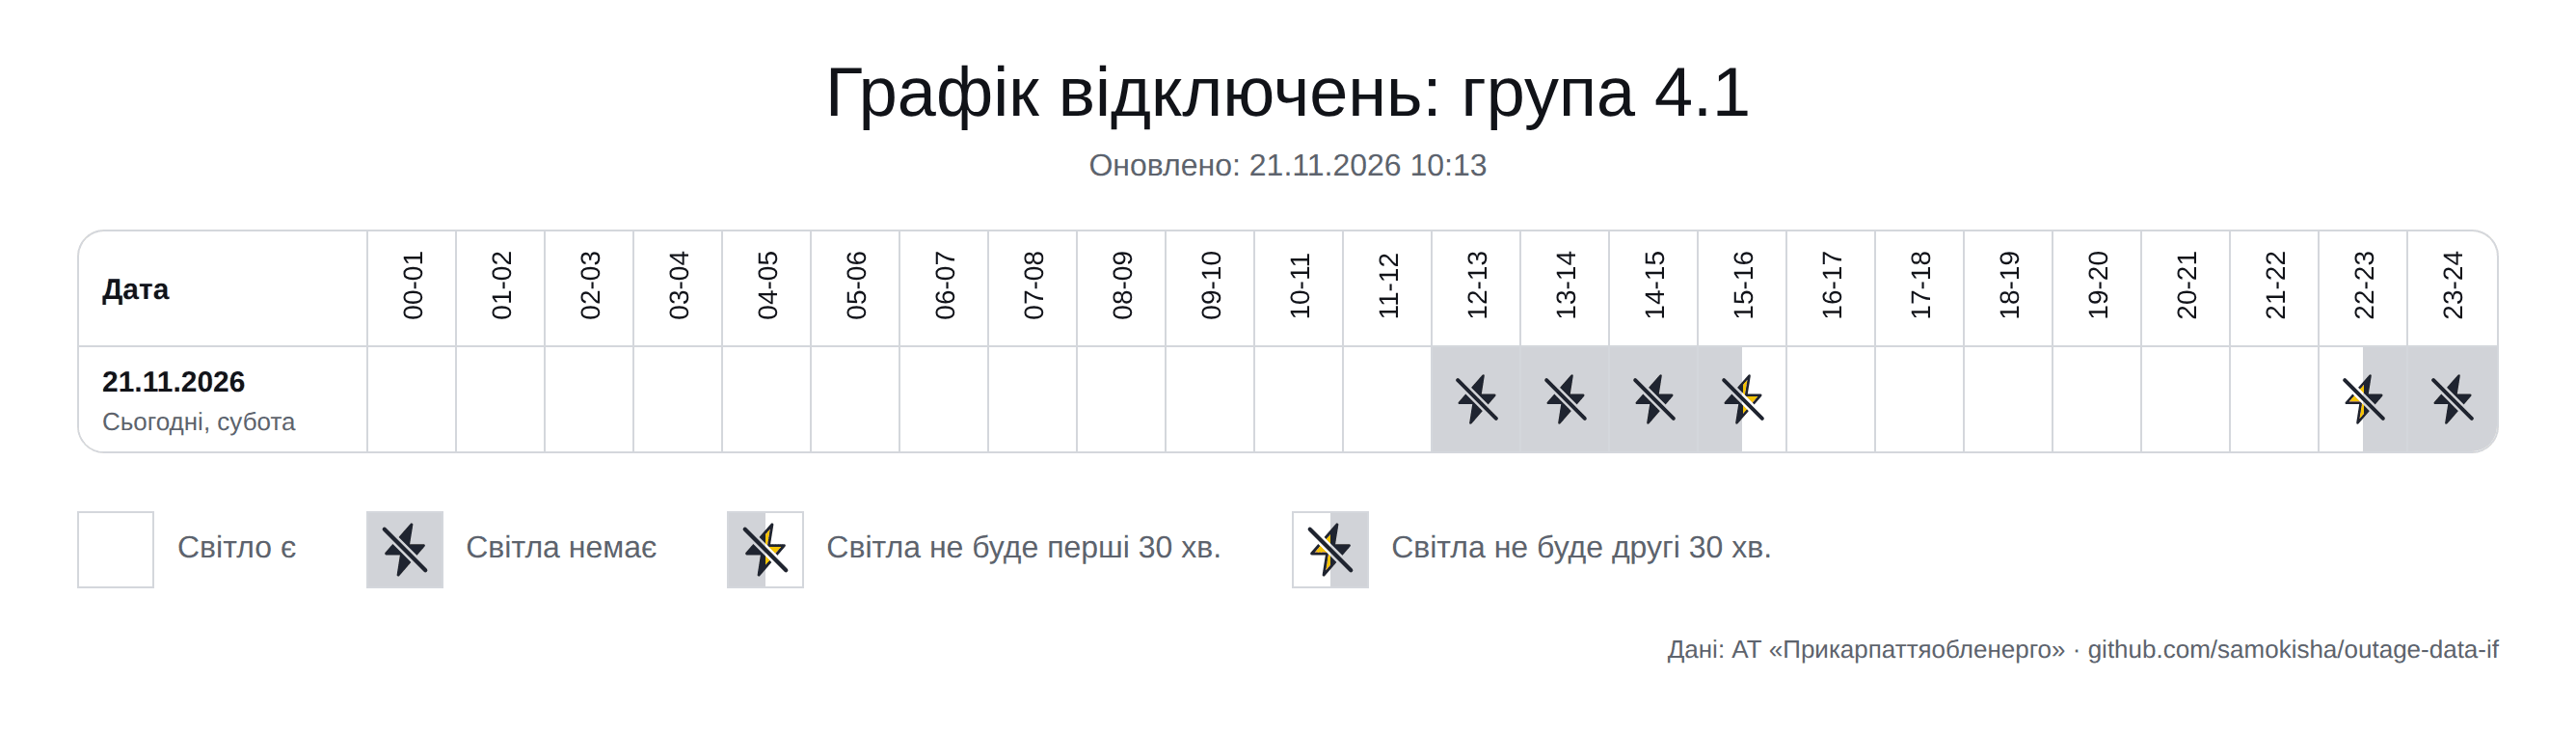 Графік відключень: група 4.1
Оновлено: 21.11.2026 10:13
Дата 00-01 01-02 02-03 03-04 04-05 05-06 06-07 07-08 08-09 09-10 10-11 11-12 12-13 13-14 14-15 15-16 16-17 17-18 18-19 19-20 20-21 21-22 22-23 23-24
21.11.2026
Сьогодні, субота
Світло є Світла немає Світла не буде перші 30 хв. Світла не буде другі 30 хв.
Дані: АТ «Прикарпаттяобленерго» · github.com/samokisha/outage-data-if